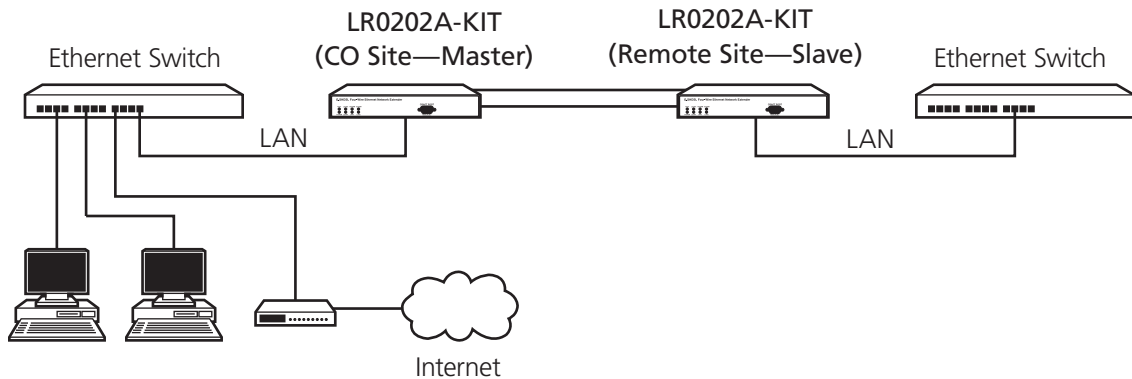 Ethernet Switch
LR0202A-KIT
(CO Site—Master)
LR0202A-KIT
(Remote Site—Slave)
Ethernet Switch
LAN
LAN
Internet